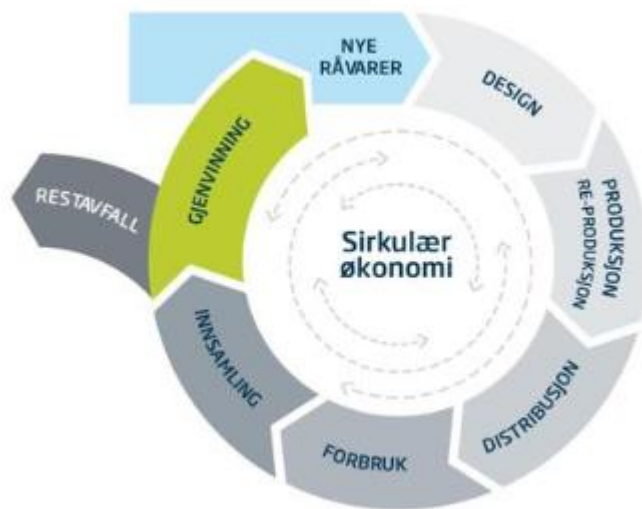 NYE
RÅVARER
DESIGN
PRODUKSJON
RE-PRODUKSJON
DISTRIBUSJON
FORBRUK
INNSAMLING
GJENVINNING
RESTAVFALL
Sirkulær
økonomi